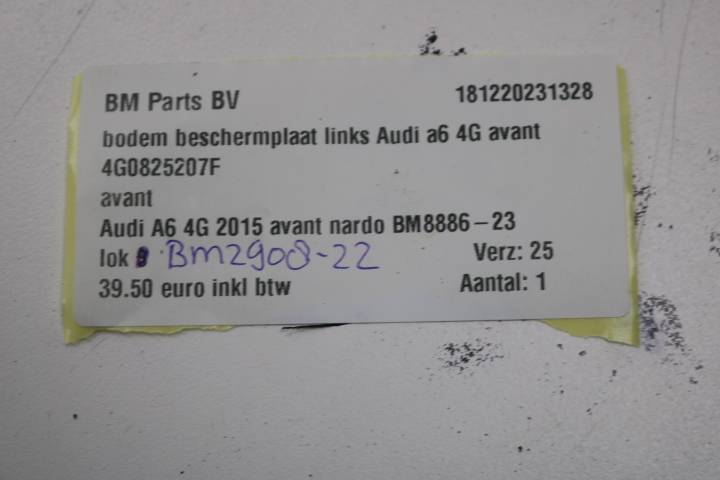 BM Parts BV 181220231328
bodem beschermplaat links Audi a6 4G avant
4G0825207F
avant
Audi A6 4G 2015 avant nardo BM8886-23
lok Bm2908-22 Verz: 25
39.50 euro inkl btw Aantal: 1